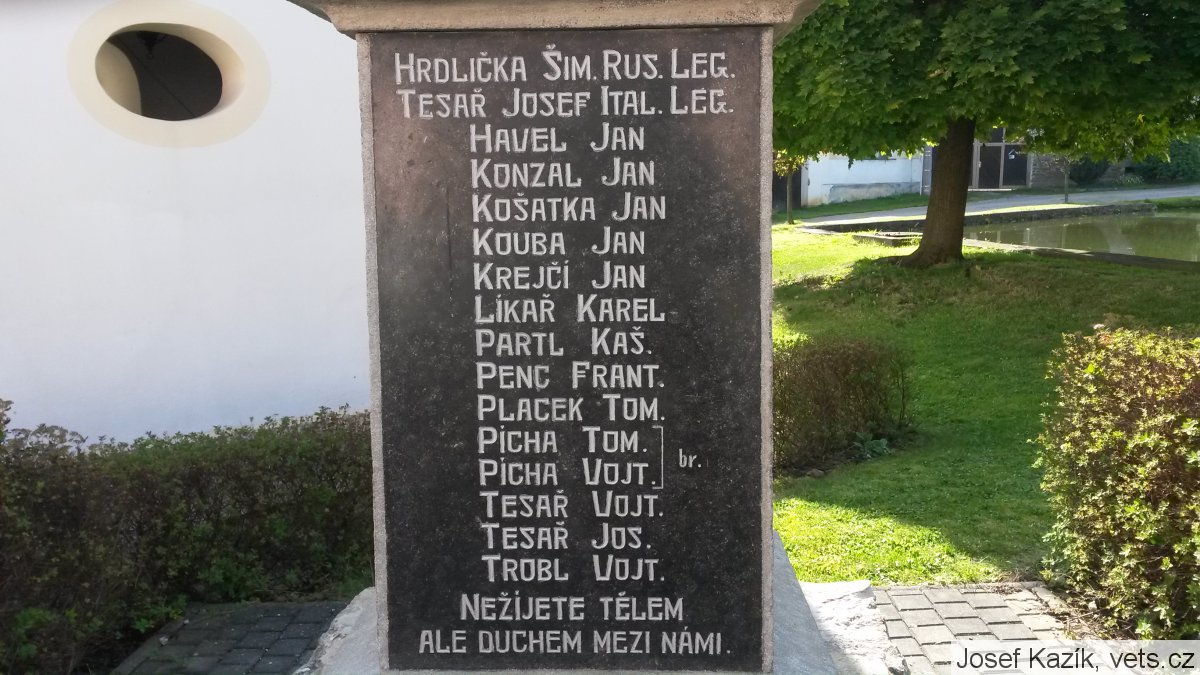 HRDLIČKA ŠIM. RUS. LEG.
TESAŘ JOSEF ITAL. LEG.
HAVEL JAN
KONZAL JAN
KOŠATKA JAN
KOUBA JAN
KREJČÍ JAN
LÍKAŘ KAREL
PARTL KAŠ.
PENC FRANT.
PLACEK TOM.
PÍCHA TOM.
PÍCHA VOJT. br.
TESAŘ VOJT.
TESAŘ JOS.
TROBL VOJT.
NEŽIJETE TĚLEM
ALE DUCHEM MEZI NÁMI.
Josef Kazík, vets.cz